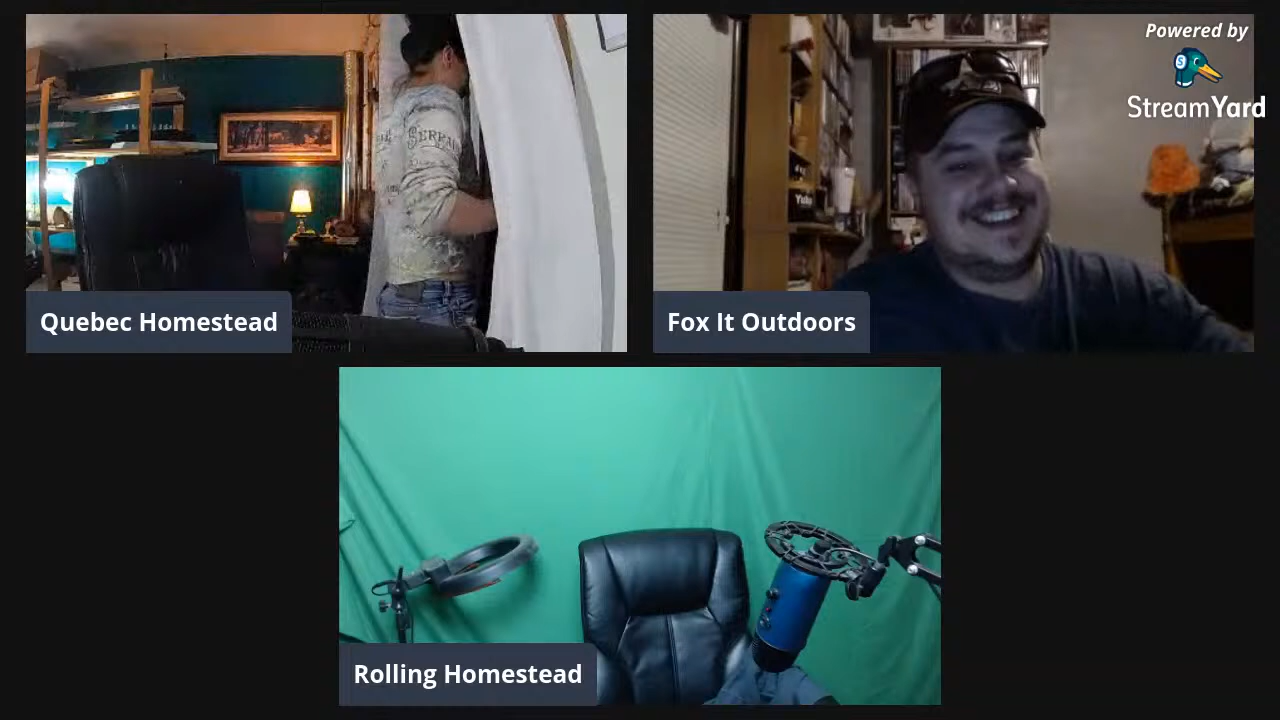 Powered by
StreamYard
Quebec Homestead
Fox It Outdoors
Rolling Homestead